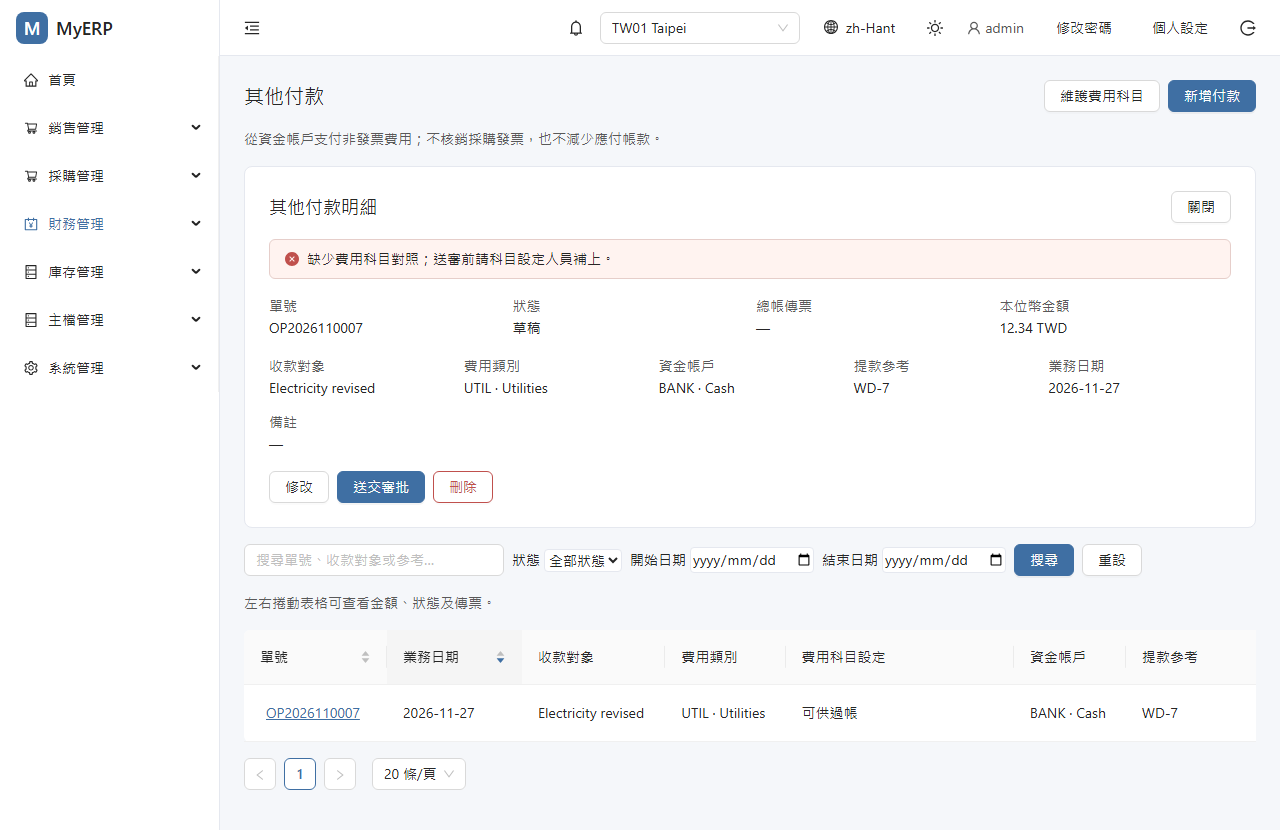 M MyERP
TW01 Taipei
zh-Hant
admin
修改密碼
個人設定
首頁
銷售管理
採購管理
財務管理
庫存管理
主檔管理
系統管理
其他付款
維護費用科目
新增付款
從資金帳戶支付非發票費用；不核銷採購發票，也不減少應付帳款。
其他付款明細
關閉
缺少費用科目對照；送審前請科目設定人員補上。
單號 狀態 總帳傳票 本位幣金額
OP2026110007 草稿 — 12.34 TWD
收款對象 費用類別 資金帳戶 提款參考 業務日期
Electricity revised UTIL · Utilities BANK · Cash WD-7 2026-11-27
備註
—
修改 送交審批 刪除
搜尋單號、收款對象或參考... 狀態 全部狀態 開始日期 yyyy/mm/dd 結束日期 yyyy/mm/dd 搜尋 重設
左右捲動表格可查看金額、狀態及傳票。
單號 業務日期 收款對象 費用類別 費用科目設定 資金帳戶 提款參考
OP2026110007 2026-11-27 Electricity revised UTIL · Utilities 可供過帳 BANK · Cash WD-7
< 1 > 20 條/頁